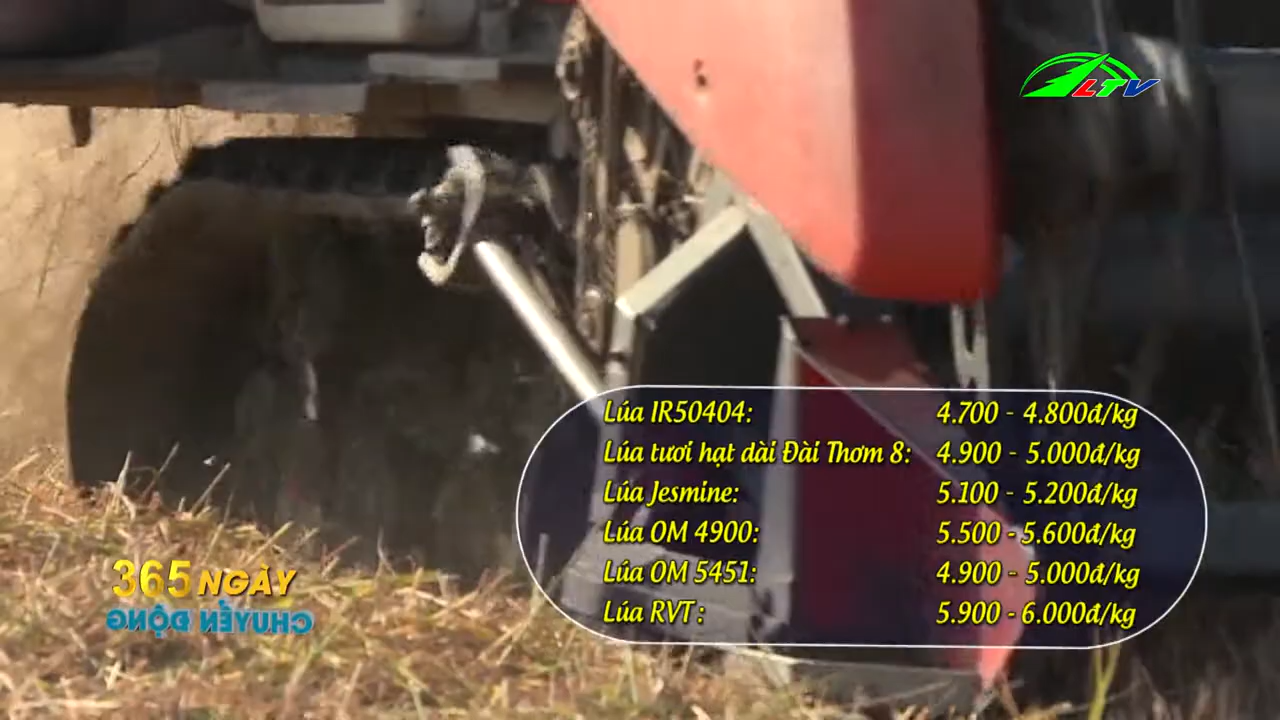 LTV
Lúa IR50404: 4.700 - 4.800đ/kg
Lúa tươi hạt dài Đài Thơm 8: 4.900 - 5.000đ/kg
Lúa Jesmine: 5.100 - 5.200đ/kg
Lúa OM 4900: 5.500 - 5.600đ/kg
Lúa OM 5451: 4.900 - 5.000đ/kg
Lúa RVT: 5.900 - 6.000đ/kg
365 NGÀY
CHUYỂN ĐỘNG